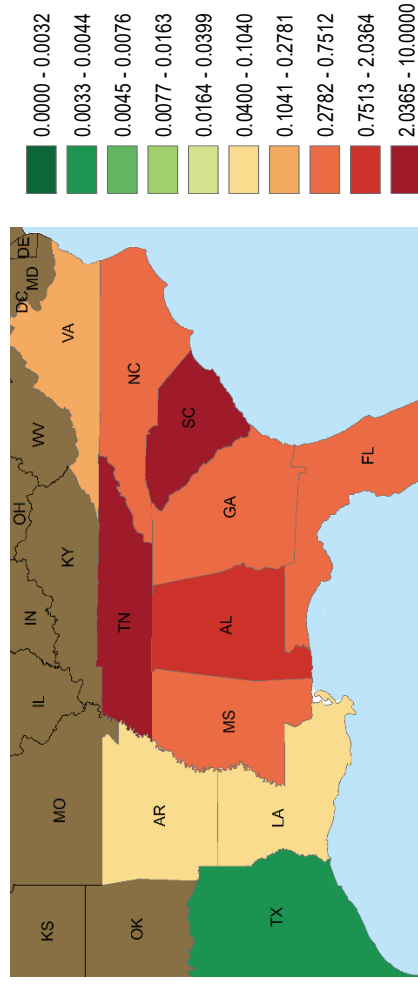 KS
MO
IL
IN
OH
WV
DC
MD
DE
OK
AR
TN
KY
VA
NC
SC
TX
LA
MS
AL
GA
FL
0.0000 - 0.0032
0.0033 - 0.0044
0.0045 - 0.0076
0.0077 - 0.0163
0.0164 - 0.0399
0.0400 - 0.1040
0.1041 - 0.2781
0.2782 - 0.7512
0.7513 - 2.0364
2.0365 - 10.0000